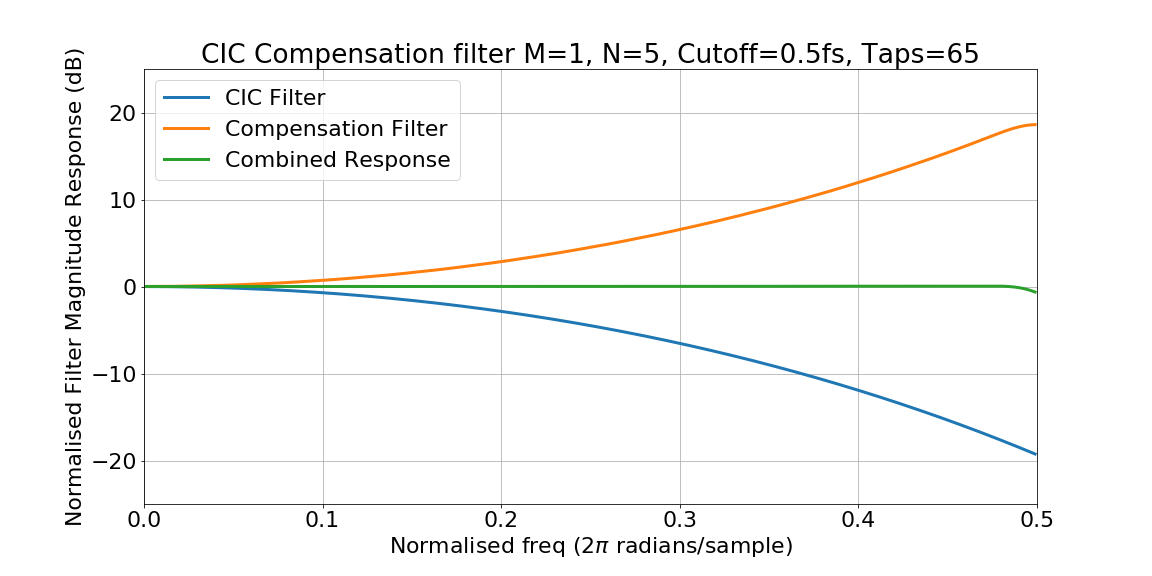 CIC Compensation filter M=1, N=5, Cutoff=0.5fs, Taps=65
Normalised Filter Magnitude Response (dB)
CIC Filter
Compensation Filter
Combined Response
20
10
0
−10
−20
0.0 0.1 0.2 0.3 0.4 0.5
Normalised freq (2π radians/sample)